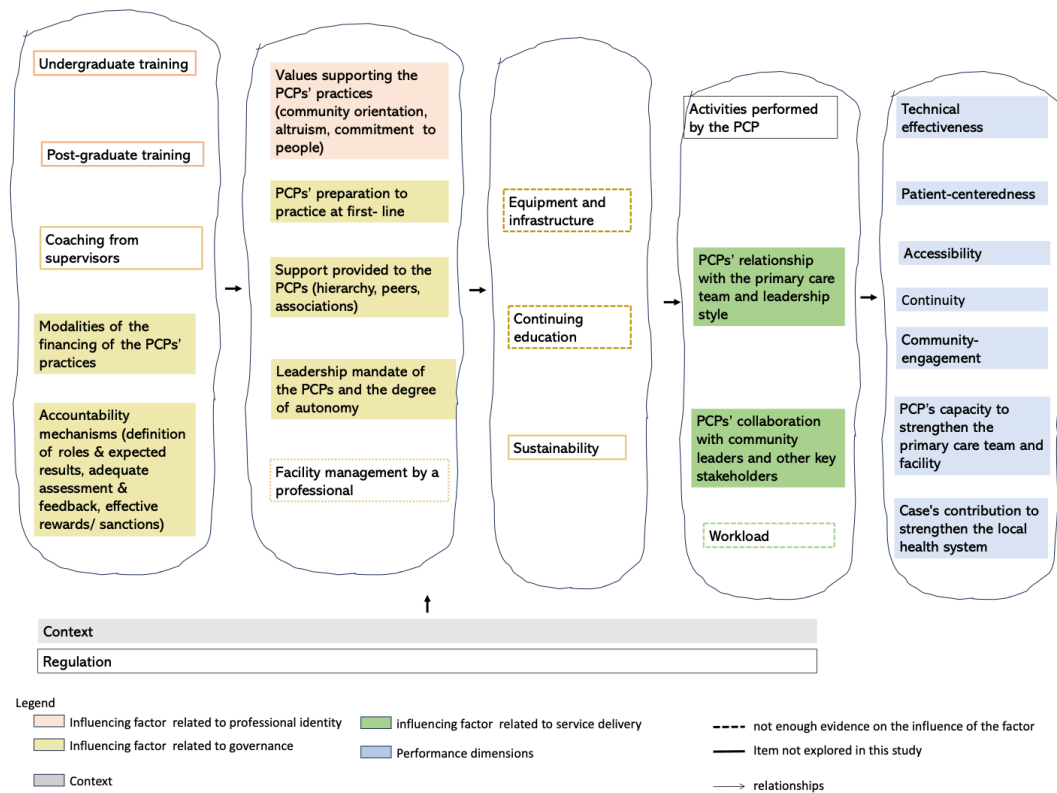 Undergraduate training
Post-graduate training
Coaching from
supervisors
Modalities of the
financing of the PCPs'
practices
Accountability
mechanisms (definition
of roles & expected
results, adequate
assessment &
feedback, effective
rewards/ sanctions)
Values supporting the
PCPs' practices
(community orientation,
altruism, commitment to
people)
PCPs' preparation to
practice at first- line
Support provided to the
PCPs (hierarchy, peers,
associations)
Leadership mandate of
the PCPs and the degree
of autonomy
Facility management by a
professional
Equipment and
infrastructure
Continuing
education
Sustainability
Activities performed
by the PCP
PCPs' relationship
with the primary care
team and leadership
style
PCPs' collaboration
with community
leaders and other key
stakeholders
Workload
Technical
effectiveness
Patient-centeredness
Accessibility
Continuity
Community-
engagement
PCP's capacity to
strengthen the
primary care team and
facility
Case's contribution to
strengthen the local
health system
Context
Regulation
Legend
Influencing factor related to professional identity
Influencing factor related to governance
Context
influencing factor related to service delivery
Performance dimensions
not enough evidence on the influence of the factor
Item not explored in this study
relationships